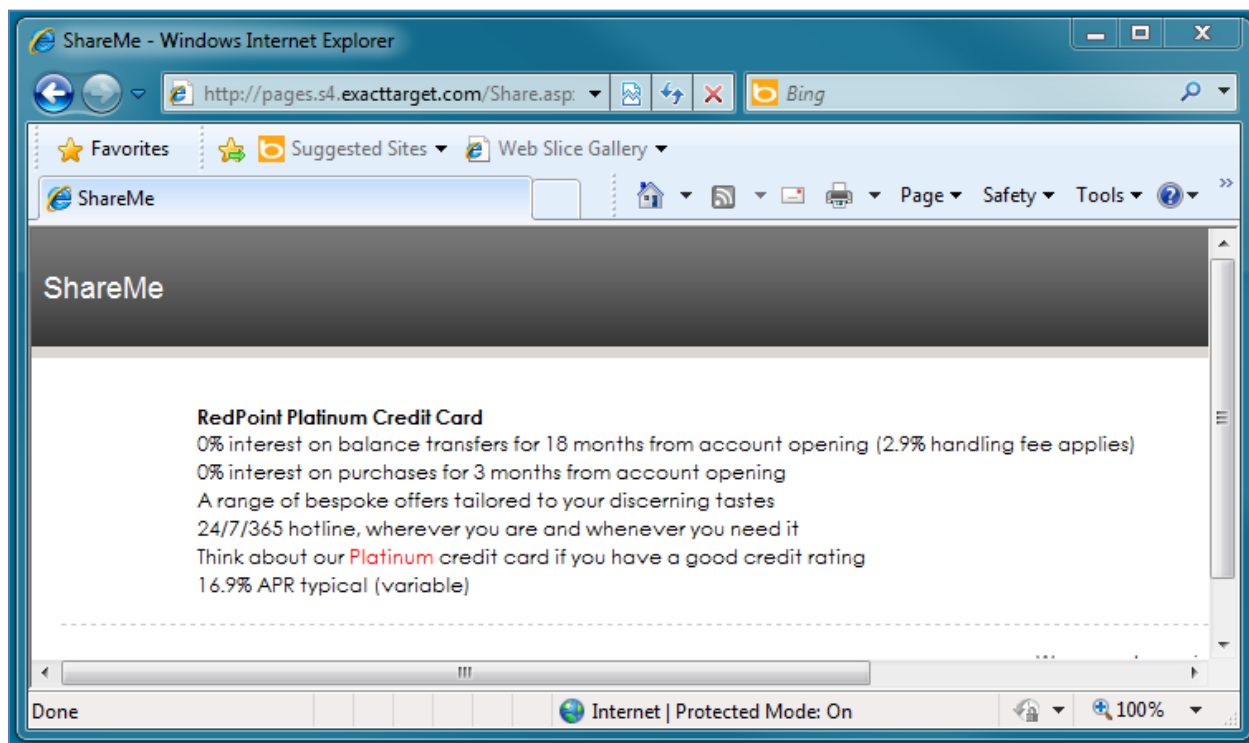 ShareMe - Windows Internet Explorer
http://pages.s4.exacttarget.com/Share.asp:
Bing
Favorites
Suggested Sites
Web Slice Gallery
ShareMe
Page
Safety
Tools
ShareMe
RedPoint Platinum Credit Card
0% interest on balance transfers for 18 months from account opening (2.9% handling fee applies)
0% interest on purchases for 3 months from account opening
A range of bespoke offers tailored to your discerning tastes
24/7/365 hotline, wherever you are and whenever you need it
Think about our Platinum credit card if you have a good credit rating
16.9% APR typical (variable)
Done
Internet | Protected Mode: On
100%